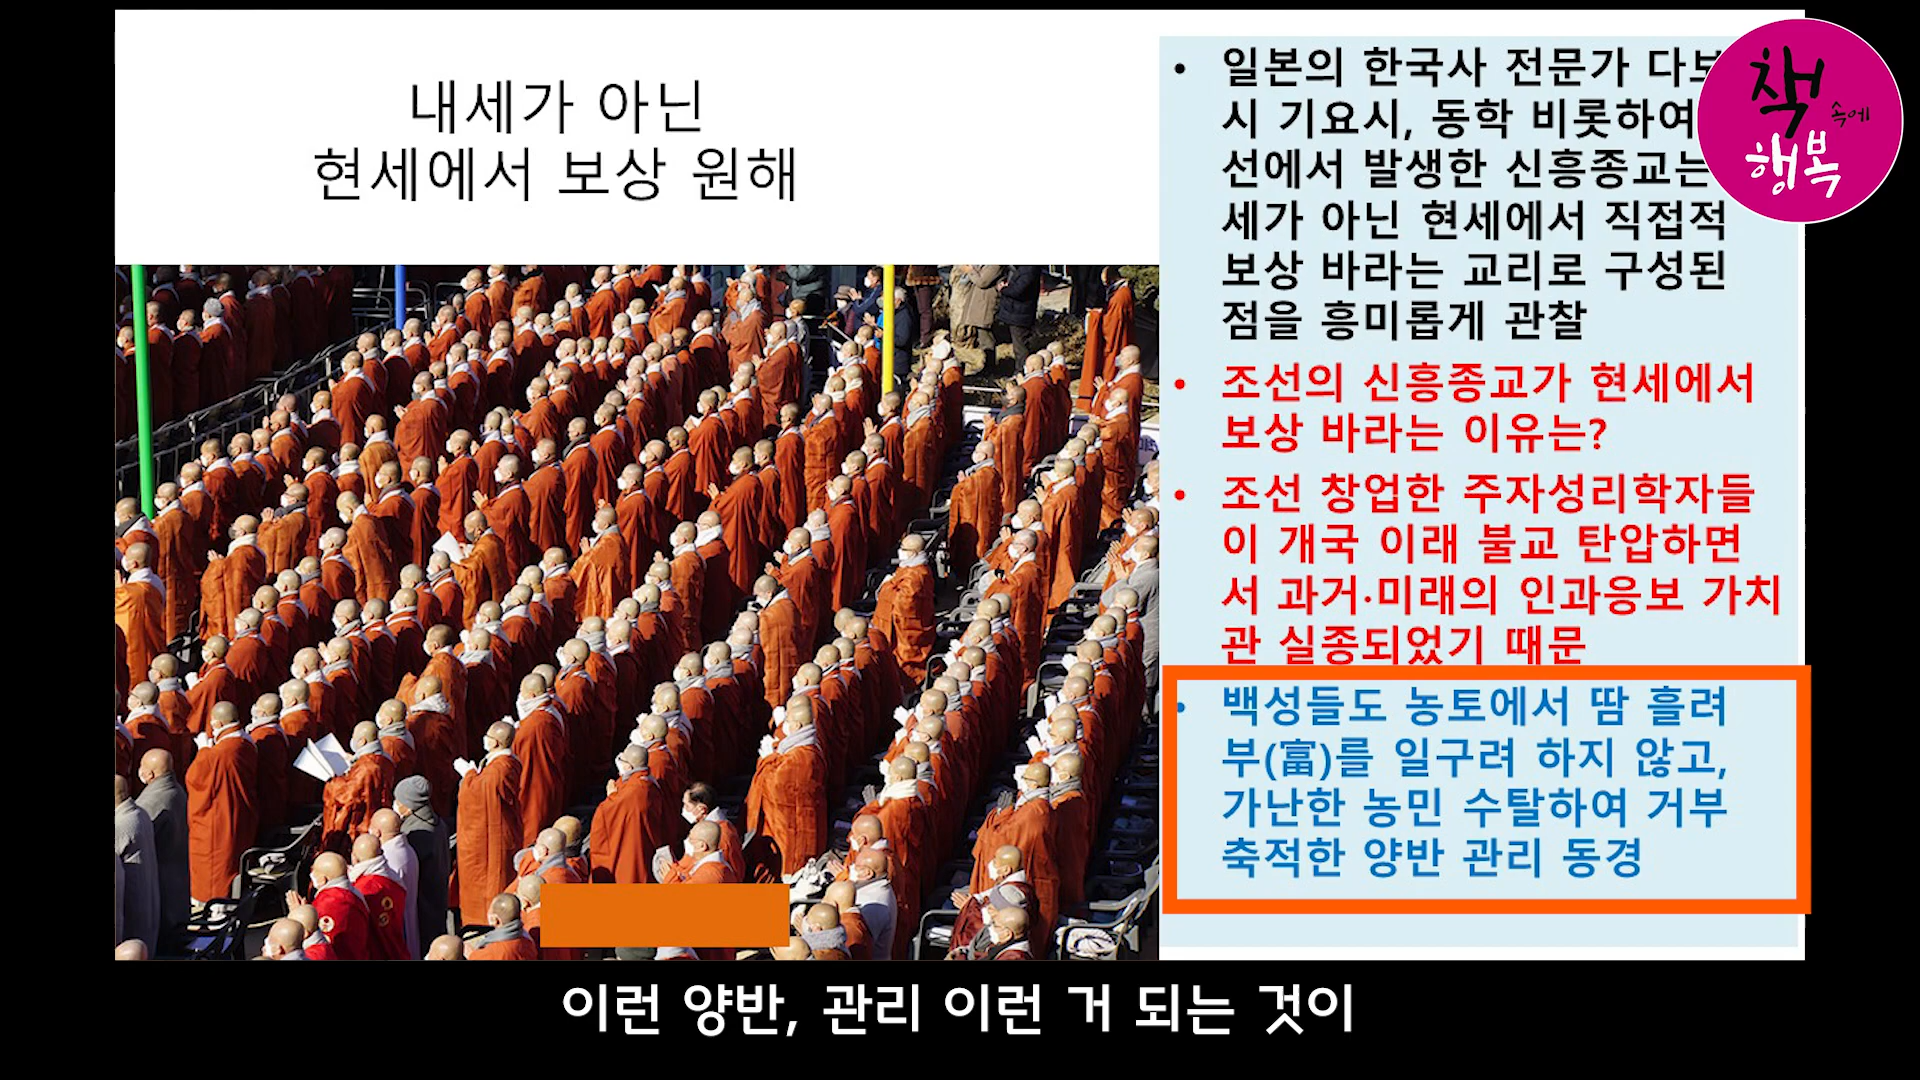 내세가 아닌
현세에서 보상 원해
• 일본의 한국사 전문가
시 기요시, 동학 비롯하여
선에서 발생한 신흥종교는
세가 아닌 현세에서 직접적
보상 바라는 교리로 구성된
점을 흥미롭게 관찰
• 조선의 신흥종교가 현세에서
보상 바라는 이유는?
• 조선 창업한 주자성리학자들
이 개국 이래 불교 탄압하면
서 과거·미래의 인과응보 가치
관 실종되었기 때문
• 백성들도 농토에서 땀 흘려
부(富)를 일구려 하지 않고,
가난한 농민 수탈하여 거부
축적한 양반 관리 동경
책
속에
행복
이런 양반, 관리 이런 거 되는 것이